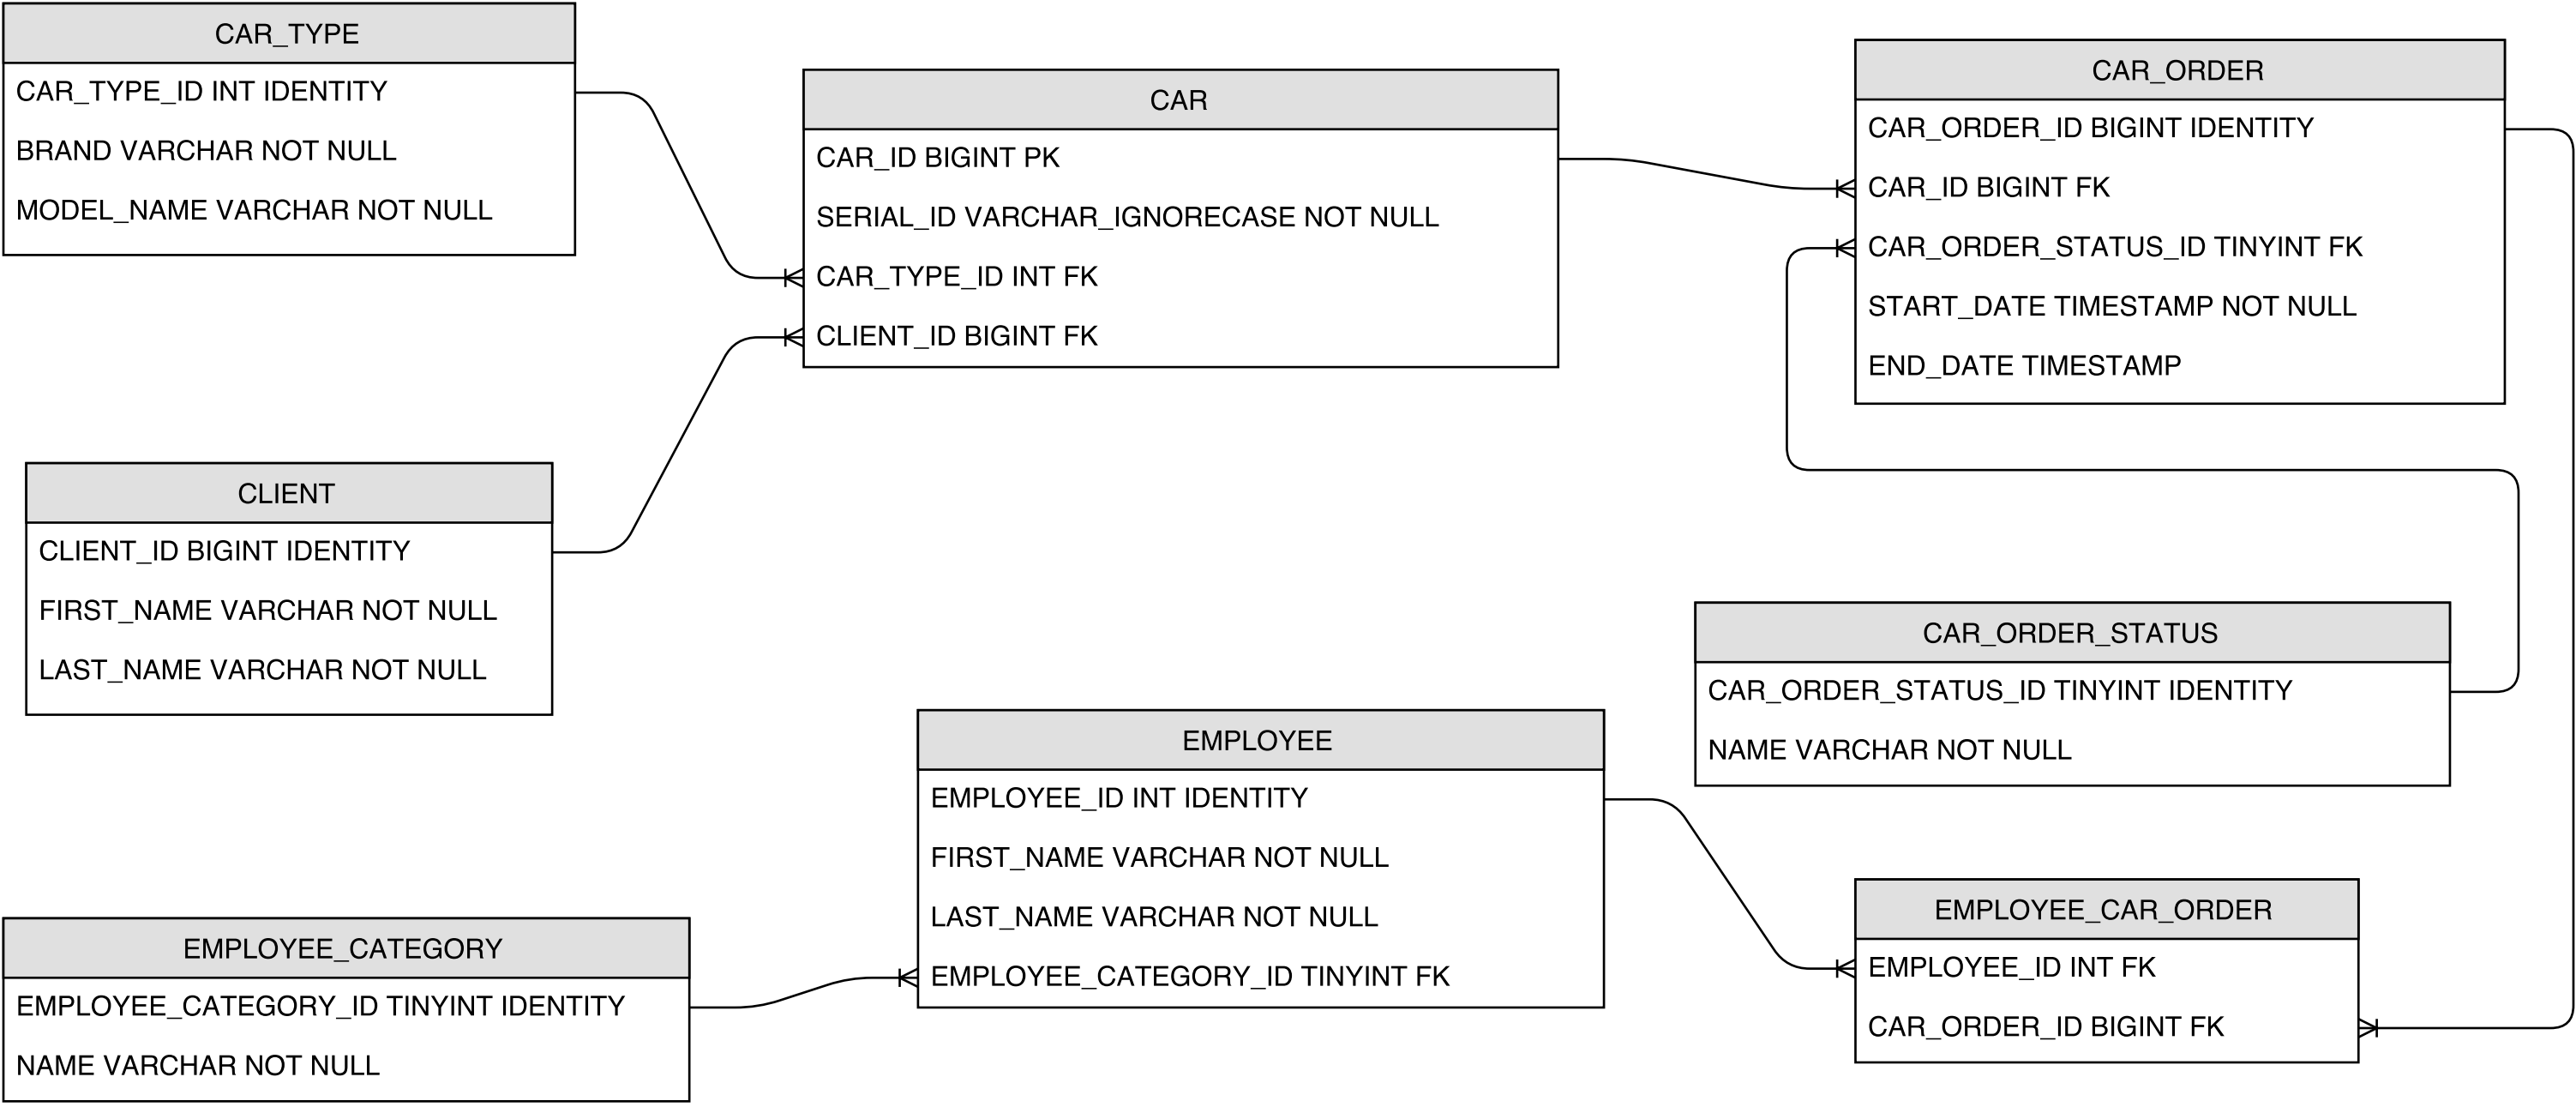 CAR_TYPE
CAR_TYPE_ID INT IDENTITY
BRAND VARCHAR NOT NULL
MODEL_NAME VARCHAR NOT NULL
CAR
CAR_ID BIGINT PK
SERIAL_ID VARCHAR_IGNORECASE NOT NULL
CAR_TYPE_ID INT FK
CLIENT_ID BIGINT FK
CAR_ORDER
CAR_ORDER_ID BIGINT IDENTITY
CAR_ID BIGINT FK
CAR_ORDER_STATUS_ID TINYINT FK
START_DATE TIMESTAMP NOT NULL
END_DATE TIMESTAMP
CLIENT
CLIENT_ID BIGINT IDENTITY
FIRST_NAME VARCHAR NOT NULL
LAST_NAME VARCHAR NOT NULL
CAR_ORDER_STATUS
CAR_ORDER_STATUS_ID TINYINT IDENTITY
NAME VARCHAR NOT NULL
EMPLOYEE
EMPLOYEE_ID INT IDENTITY
FIRST_NAME VARCHAR NOT NULL
LAST_NAME VARCHAR NOT NULL
EMPLOYEE_CATEGORY_ID TINYINT FK
EMPLOYEE_CATEGORY
EMPLOYEE_CATEGORY_ID TINYINT IDENTITY
NAME VARCHAR NOT NULL
EMPLOYEE_CAR_ORDER
EMPLOYEE_ID INT FK
CAR_ORDER_ID BIGINT FK